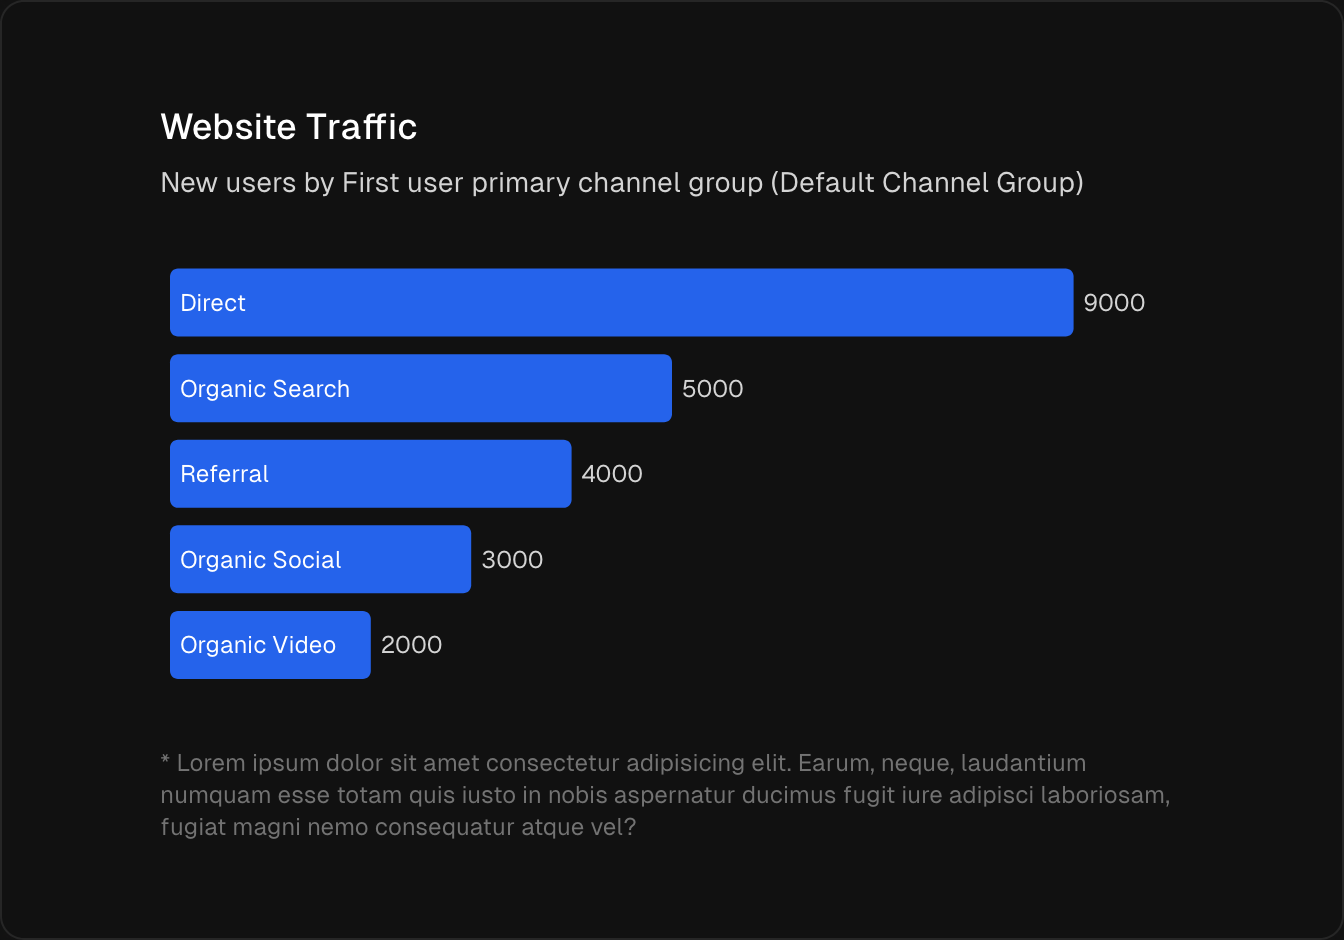 Website Traffic
New users by First user primary channel group (Default Channel Group)
Direct
9000
Organic Search
5000
Referral
4000
Organic Social
3000
Organic Video
2000
* Lorem ipsum dolor sit amet consectetur adipisicing elit. Earum, neque, laudantium
numquam esse totam quis iusto in nobis aspernatur ducimus fugit iure adipisci laboriosam,
fugiat magni nemo consequatur atque vel?